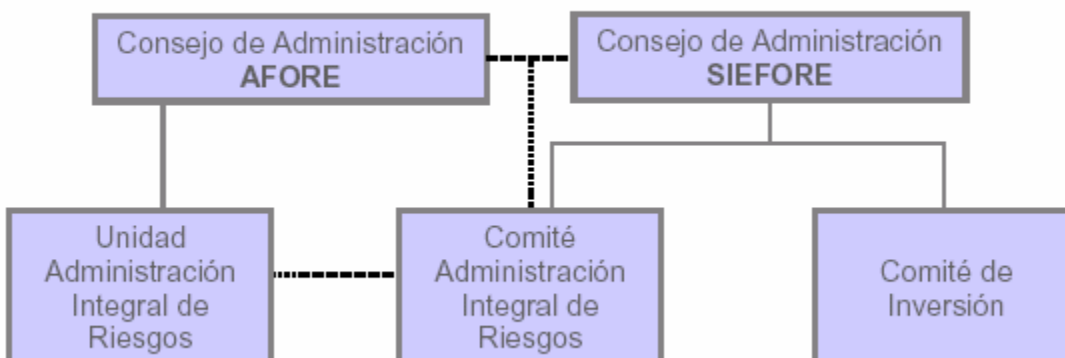 Consejo de Administración
AFORE
Consejo de Administración
SIEFORE
Unidad
Administración
Integral de
Riesgos
Comité
Administración
Integral de
Riesgos
Comité de
Inversión